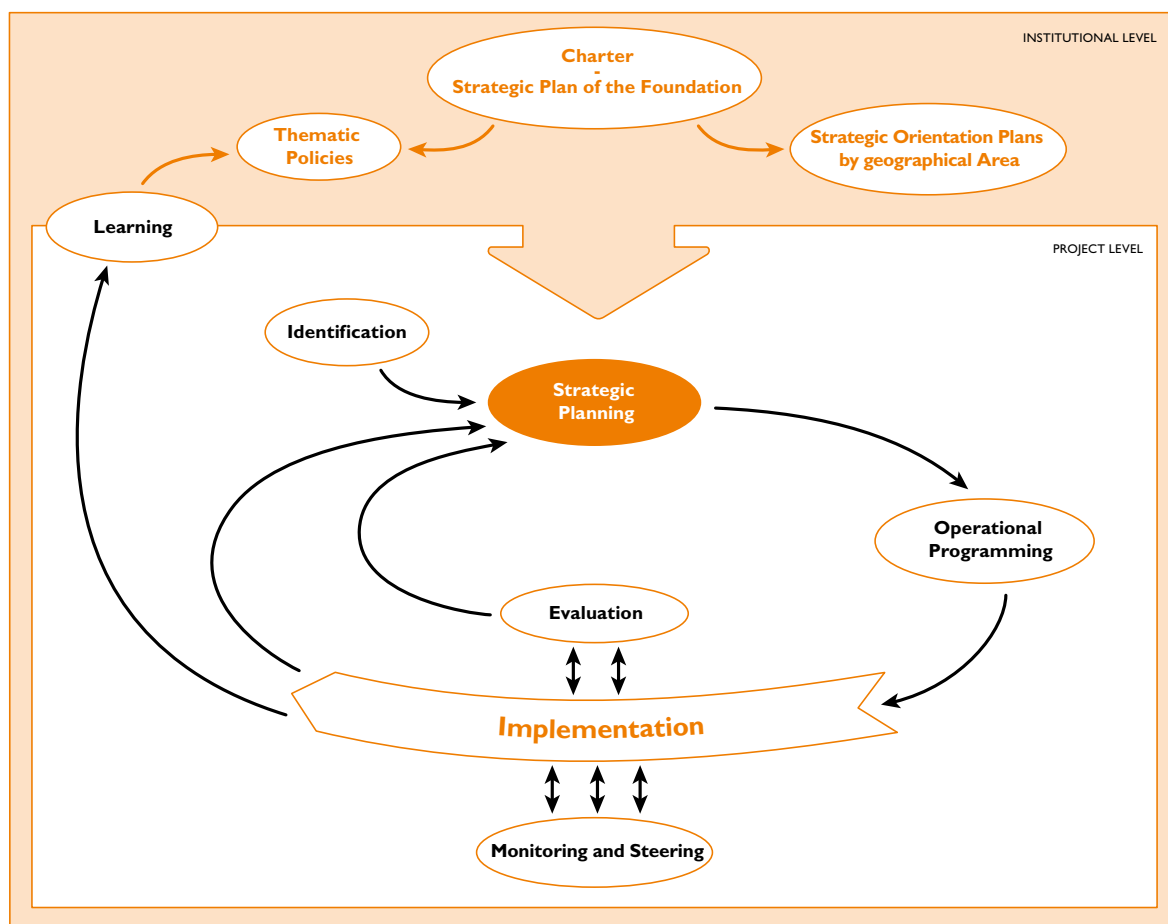 INSTITUTIONAL LEVEL
Charter
-
Strategic Plan of the Foundation
Thematic
Policies
Strategic Orientation Plans
by geographical Area
Learning
PROJECT LEVEL
Identification
Strategic
Planning
Operational
Programming
Evaluation
Implementation
Monitoring and Steering